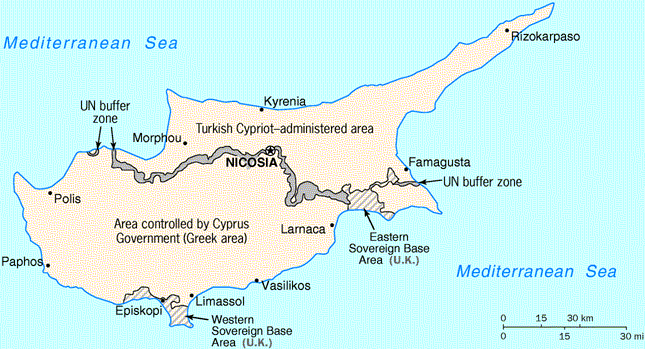 Mediterranean Sea
Rizokarpaso
Kyrenia
UN buffer
zone
Turkish Cypriot–administered area
Morphou
NICOSIA
Famagusta
UN buffer zone
Polis
Area controlled by Cyprus
Government (Greek area)
Larnaca
Eastern
Sovereign Base
Area (U.K.)
Paphos
Mediterranean Sea
Vasilikos
Limassol
Episkopi
Western
Sovereign Base
Area (U.K.)
0 15 30 km
0 15 30 mi